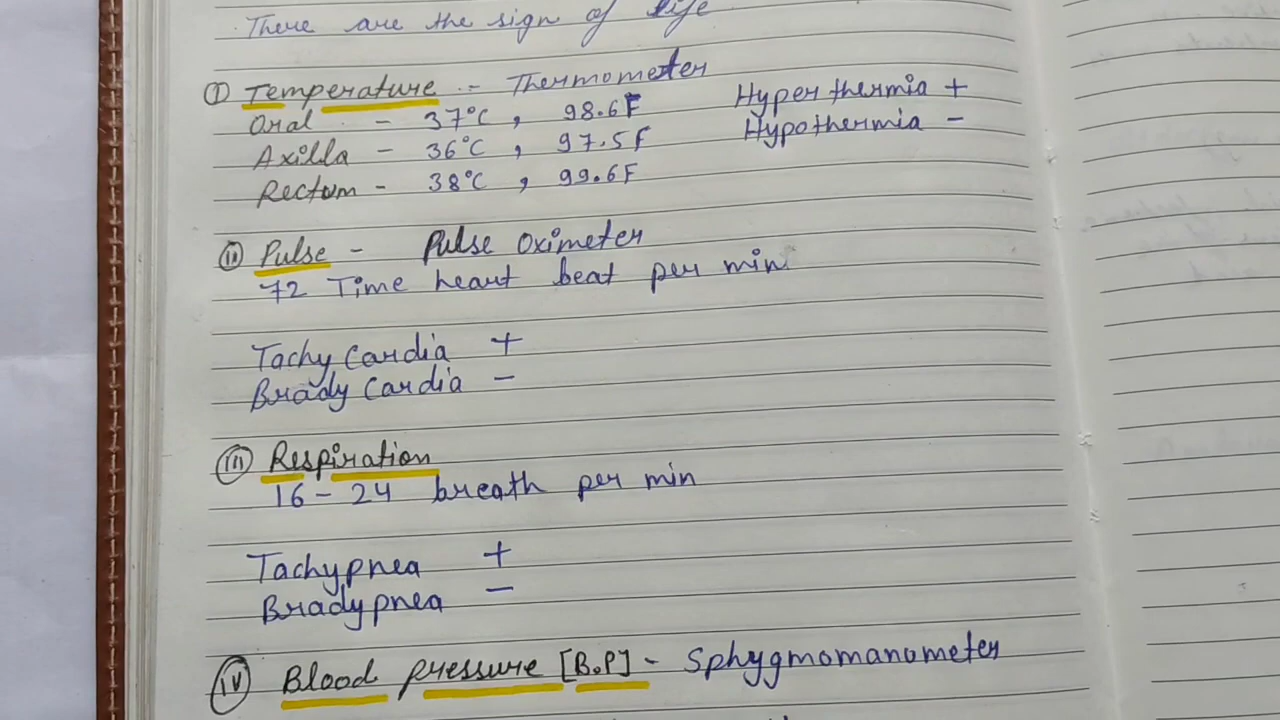 There are the sign of life
(i) Temperature :- Thermometer
Oral - 37°C , 98.6F Hyper thermia +
Axilla - 36°C , 97.5F Hypothermia -
Rectum - 38°C , 99.6F
(ii) Pulse - Pulse Oximeter
72 Time heart beat per min
Tachy Cardia +
Brady Cardia -
(iii) Respiration
16 - 24 breath per min
Tachypnea +
Bradypnea -
(iv) Blood pressure [B.P] - Sphygmomanometer